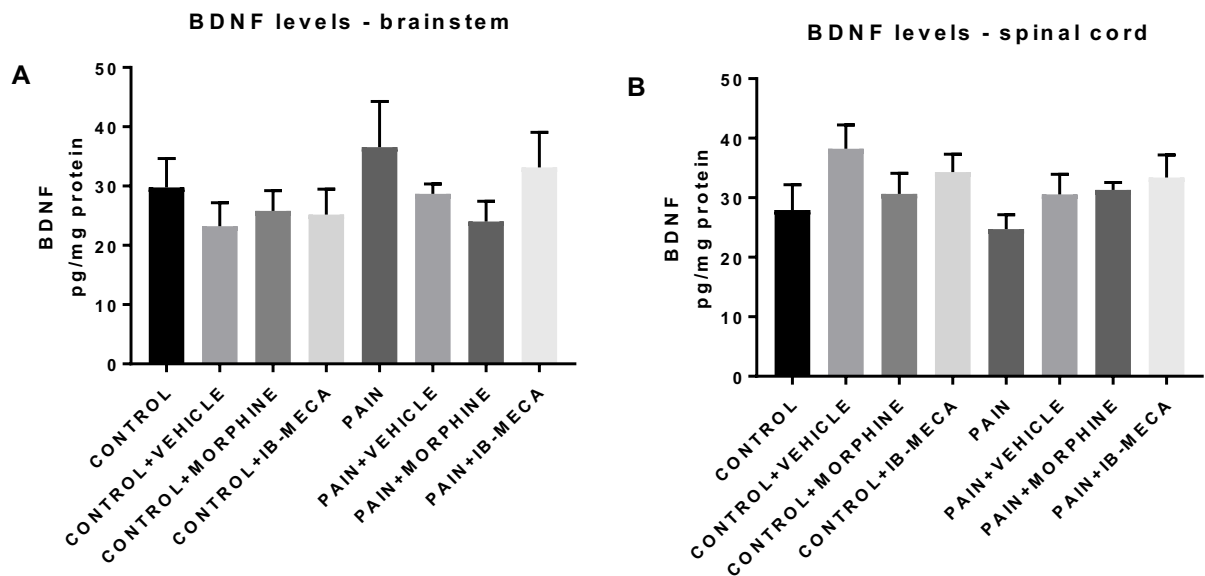 BDNF levels - brainstem
A
BDNF
pg/mg protein
50
40
30
20
10
0
CONTROL
CONTROL+VEHICLE
CONTROL+MORPHINE
CONTROL+IB-MECA
PAIN
PAIN+VEHICLE
PAIN+MORPHINE
PAIN+IB-MECA
BDNF levels - spinal cord
B
BDNF
pg/mg protein
50
40
30
20
10
0
CONTROL
CONTROL+VEHICLE
CONTROL+MORPHINE
CONTROL+IB-MECA
PAIN
PAIN+VEHICLE
PAIN+MORPHINE
PAIN+IB-MECA